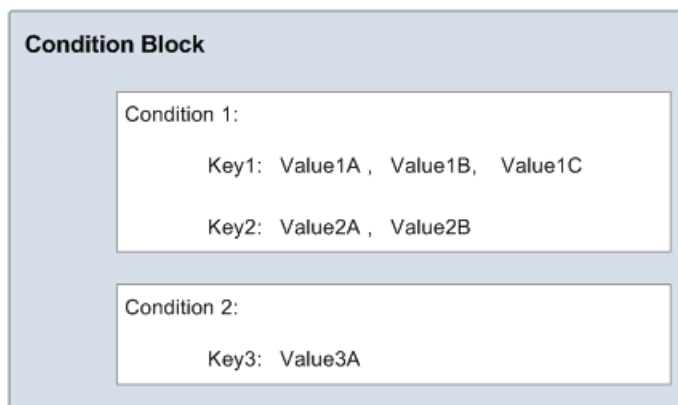 Condition Block
Condition 1:
Key1: Value1A , Value1B, Value1C
Key2: Value2A , Value2B
Condition 2:
Key3: Value3A